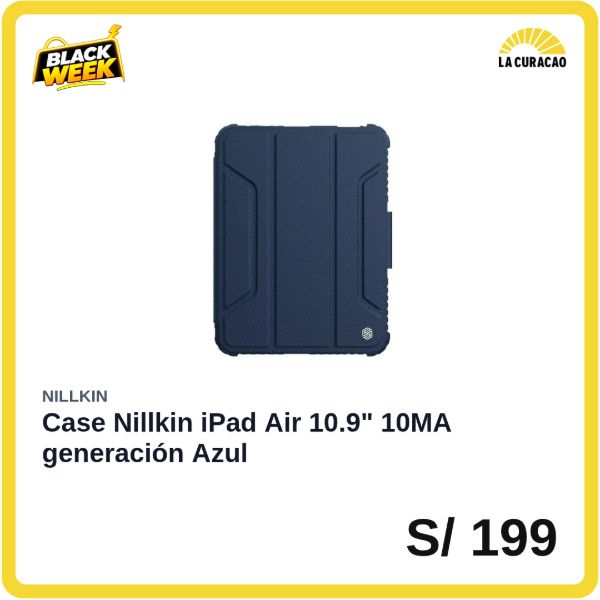 BLACK
WEEK
LA CURACAO
NILLKIN
Case Nillkin iPad Air 10.9" 10MA
generación Azul
S/ 199